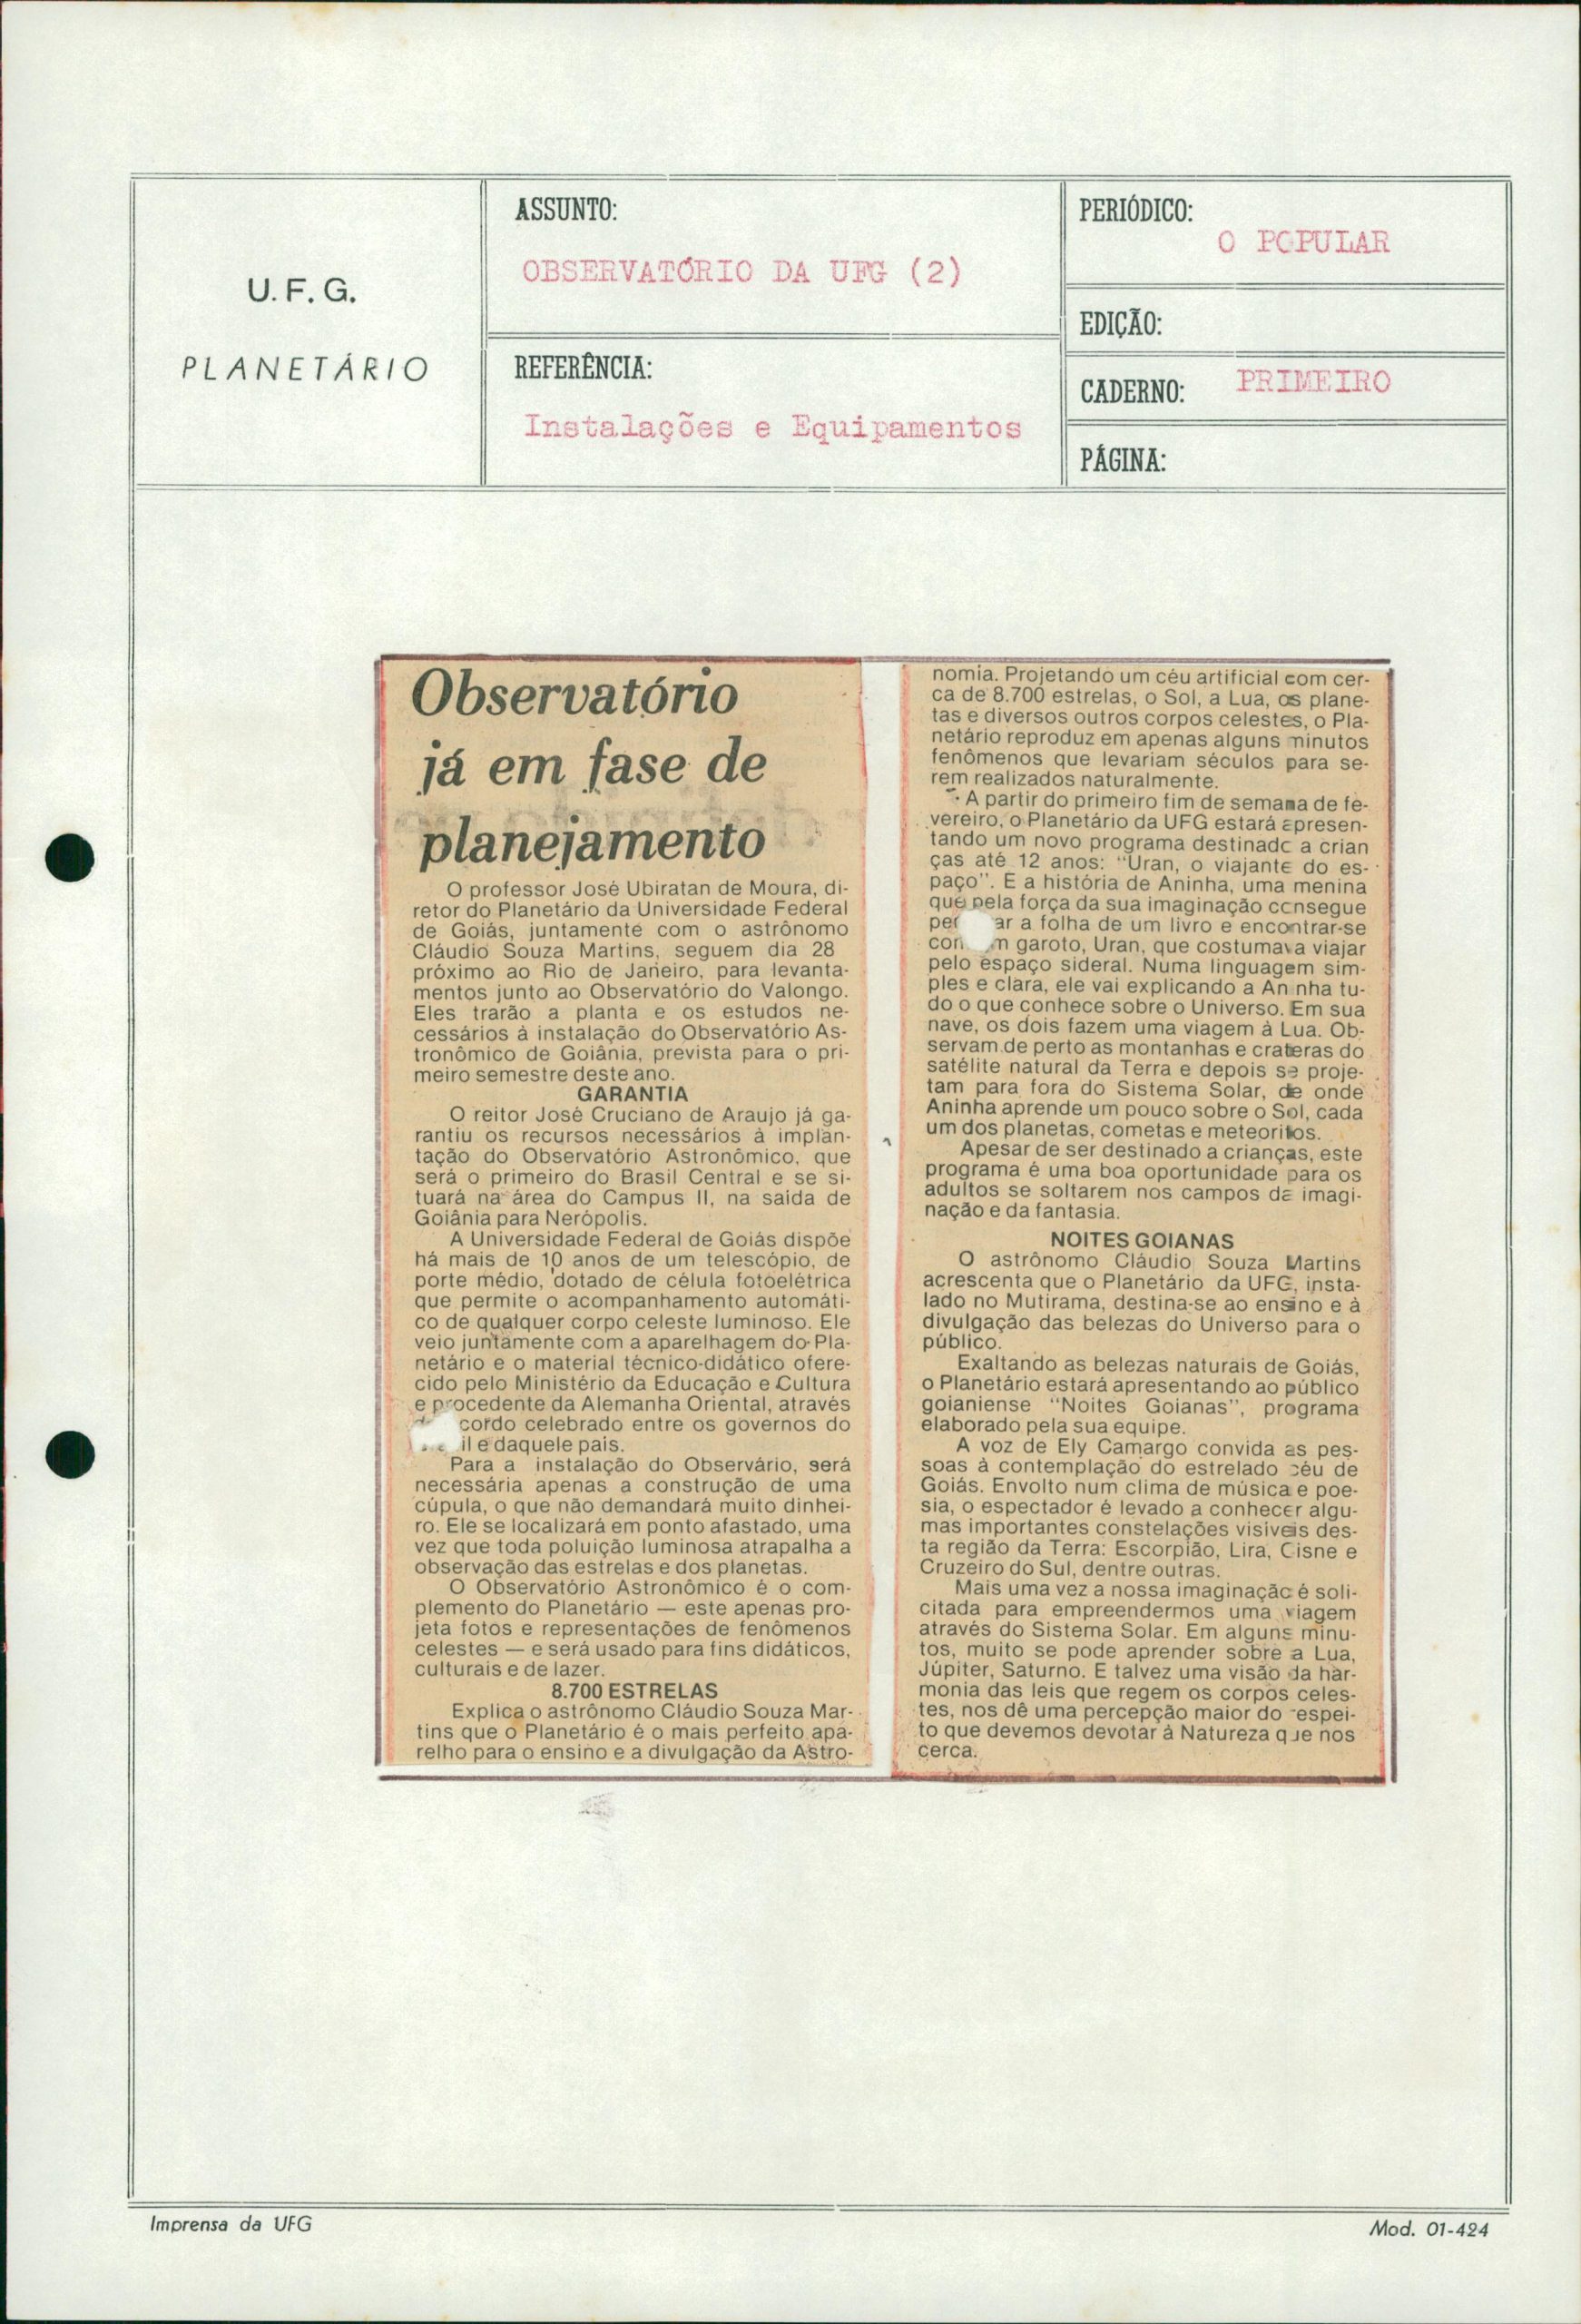 U. F. G.
PLANETÁRIO
ASSUNTO:
OBSERVATÓRIO DA UFG (2)
REFERÊNCIA:
Instalações e Equipamentos
PERIÓDICO:
O POPULAR
EDIÇÃO:
CADERNO: PRIMEIRO
PÁGINA:
Observatório
já em fase de
planejamento
O professor José Ubiratan de Moura, di-
retor do Planetário da Universidade Federal
de Goiás, juntamente com o astrônomo
Cláudio Souza Martins, seguem dia 28
próximo ao Rio de Janeiro, para levanta-
mentos junto ao Observatório do Valongo.
Eles trarão a planta e os estudos ne-
cessários à instalação do Observatório As-
tronômico de Goiânia, prevista para o pri-
meiro semestre deste ano.
GARANTIA
O reitor José Cruciano de Araujo já ga-
rantiu os recursos necessários à implan-
tação do Observatório Astronômico, que
será o primeiro do Brasil Central e se si-
tuará na área do Campus II, na saída de
Goiânia para Nerópolis.
A Universidade Federal de Goiás dispõe
há mais de 10 anos de um telescópio, de
porte médio, dotado de célula fotoelétrica
que permite o acompanhamento automáti-
co de qualquer corpo celeste luminoso. Ele
veio juntamente com a aparelhagem do Pla-
netário e o material técnico-didático ofere-
cido pelo Ministério da Educação e Cultura
e procedente da Alemanha Oriental, através
cordo celebrado entre os governos do
il e daquele país.
Para a instalação do Observário, será
necessária apenas a construção de uma
cúpula, o que não demandará muito dinhei-
ro. Ele se localizará em ponto afastado, uma
vez que toda poluição luminosa atrapalha a
observação das estrelas e dos planetas.
O Observatório Astronômico é o com-
plemento do Planetário — este apenas pro-
jeta fotos e representações de fenômenos
celestes — e será usado para fins didáticos,
culturais e de lazer.
8.700 ESTRELAS
Explica o astrônomo Cláudio Souza Mar-
tins que o Planetário é o mais perfeito apa-
relho para o ensino e a divulgação da Astro-
nomia. Projetando um céu artificial com cer-
ca de 8.700 estrelas, o Sol, a Lua, os plane-
tas e diversos outros corpos celestes, o Pla-
netário reproduz em apenas alguns minutos
fenômenos que levariam séculos para se-
rem realizados naturalmente.
A partir do primeiro fim de semana de fe-
vereiro, o Planetário da UFG estará apresen-
tando um novo programa destinado a crian
ças até 12 anos: "Uran, o viajante do es-
paço". E a história de Aninha, uma menina
que pela força da sua imaginação consegue
ar a folha de um livro e encontrar-se
m garoto, Uran, que costumava viajar
pelo espaço sideral. Numa linguagem sim-
ples e clara, ele vai explicando a Aninha tu-
do o que conhece sobre o Universo. Em sua
nave, os dois fazem uma viagem à Lua. Ob-
servam de perto as montanhas e crateras do
satélite natural da Terra e depois se proje-
tam para fora do Sistema Solar, de onde
Aninha aprende um pouco sobre o Sol, cada
um dos planetas, cometas e meteoritos.
Apesar de ser destinado a crianças, este
programa é uma boa oportunidade para os
adultos se soltarem nos campos da imagi-
nação e da fantasia.
NOITES GOIANAS
O astrônomo Cláudio Souza Martins
acrescenta que o Planetário da UFG, insta-
lado no Mutirama, destina-se ao ensino e à
divulgação das belezas do Universo para o
público.
Exaltando as belezas naturais de Goiás,
o Planetário estará apresentando ao público
goianiense "Noites Goianas", programa
elaborado pela sua equipe.
A voz de Ely Camargo convida as pes-
soas à contemplação do estrelado céu de
Goiás. Envolto num clima de música e poe-
sia, o espectador é levado a conhecer algu-
mas importantes constelações visíveis des-
ta região da Terra: Escorpião, Lira, Cisne e
Cruzeiro do Sul, dentre outras.
Mais uma vez a nossa imaginação é soli-
citada para empreendermos uma viagem
através do Sistema Solar. Em alguns minu-
tos, muito se pode aprender sobre a Lua,
Júpiter, Saturno. E talvez uma visão da har-
monia das leis que regem os corpos celes-
tes, nos dê uma percepção maior do respei-
to que devemos devotar à Natureza que nos
cerca.
Imprensa da UFG
Mod. 01-424